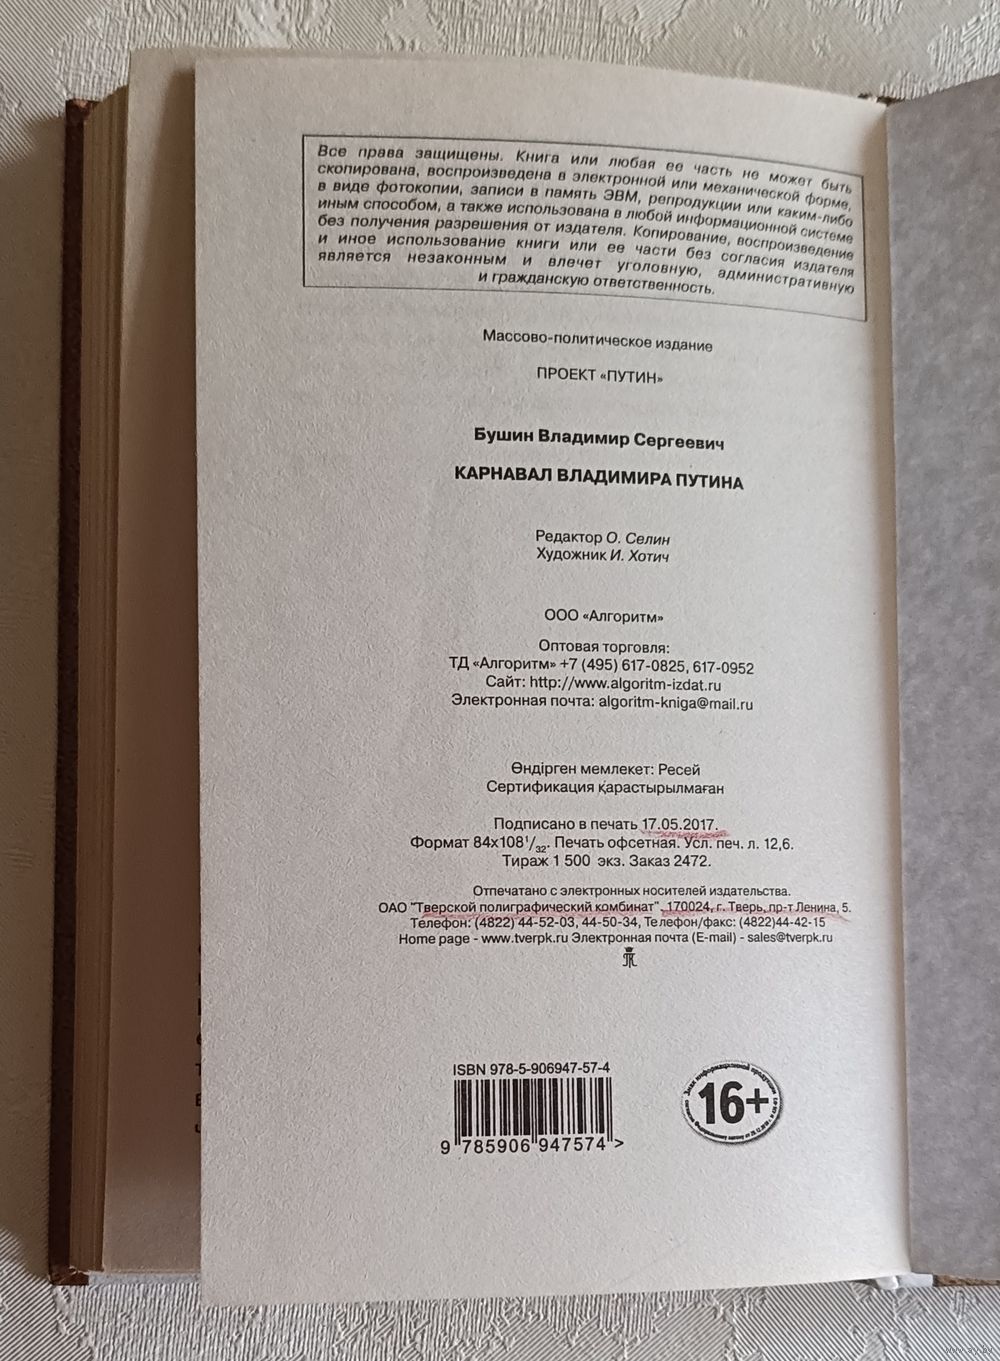 Все права защищены. Книга или любая ее часть не может быть
скопирована, воспроизведена в электронной или механической форме,
в виде фотокопии, записи в память ЭВМ, репродукции или каким-либо
иным способом, а также использована в любой информационной системе
без получения разрешения от издателя. Копирование, воспроизведение
и иное использование книги или ее части без согласия издателя
является незаконным и влечет уголовную, административную
и гражданскую ответственность.
Массово-политическое издание
ПРОЕКТ «ПУТИН»
Бушин Владимир Сергеевич
КАРНАВАЛ ВЛАДИМИРА ПУТИНА
Редактор О. Селин
Художник И. Хотич
ООО «Алгоритм»
Оптовая торговля:
ТД «Алгоритм» +7 (495) 617-0825, 617-0952
Сайт: http://www.algoritm-izdat.ru
Электронная почта: algoritm-kniga@mail.ru
Өндірген мемлекет: Ресей
Сертификация қарастырылмаған
Подписано в печать 17.05.2017.
Формат 84x108¹/₃₂. Печать офсетная. Усл. печ. л. 12,6.
Тираж 1 500 экз. Заказ 2472.
Отпечатано с электронных носителей издательства.
ОАО "Тверской полиграфический комбинат", 170024, г. Тверь, пр-т Ленина, 5.
Телефон: (4822) 44-52-03, 44-50-34, Телефон/факс: (4822)44-42-15
Home page - www.tverpk.ru Электронная почта (E-mail) - sales@tverpk.ru
ISBN 978-5-906947-57-4
9 785906 947574 >
Знак информационной продукции
16+
www.ay.by